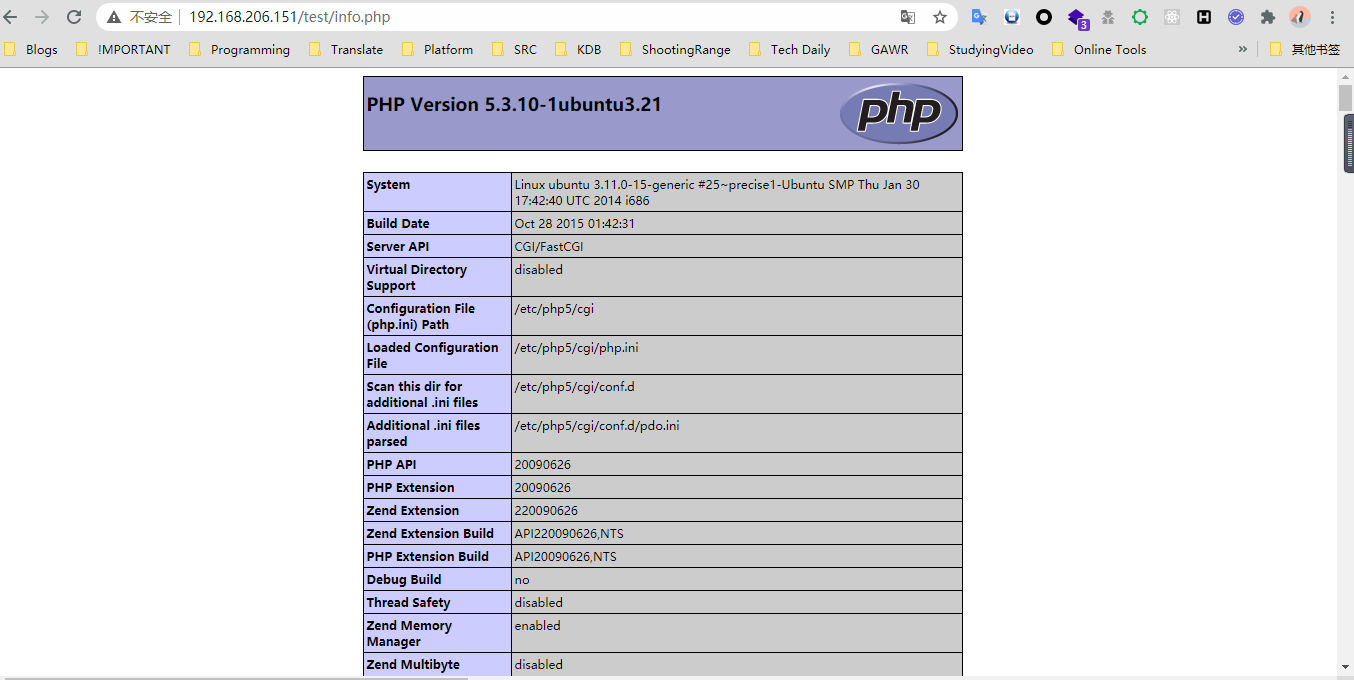 不安全 192.168.206.151/test/info.php
3
Blogs !MPORTANT Programming Translate Platform SRC KDB ShootingRange Tech Daily GAWR StudyingVideo Online Tools » 其他书签
PHP Version 5.3.10-1ubuntu3.21
php
System Linux ubuntu 3.11.0-15-generic #25~precise1-Ubuntu SMP Thu Jan 30
17:42:40 UTC 2014 i686
Build Date Oct 28 2015 01:42:31
Server API CGI/FastCGI
Virtual Directory disabled
Support
Configuration File /etc/php5/cgi
(php.ini) Path
Loaded Configuration /etc/php5/cgi/php.ini
File
Scan this dir for /etc/php5/cgi/conf.d
additional .ini files
Additional .ini files /etc/php5/cgi/conf.d/pdo.ini
parsed
PHP API 20090626
PHP Extension 20090626
Zend Extension 220090626
Zend Extension Build API220090626,NTS
PHP Extension Build API20090626,NTS
Debug Build no
Thread Safety disabled
Zend Memory enabled
Manager
Zend Multibyte disabled